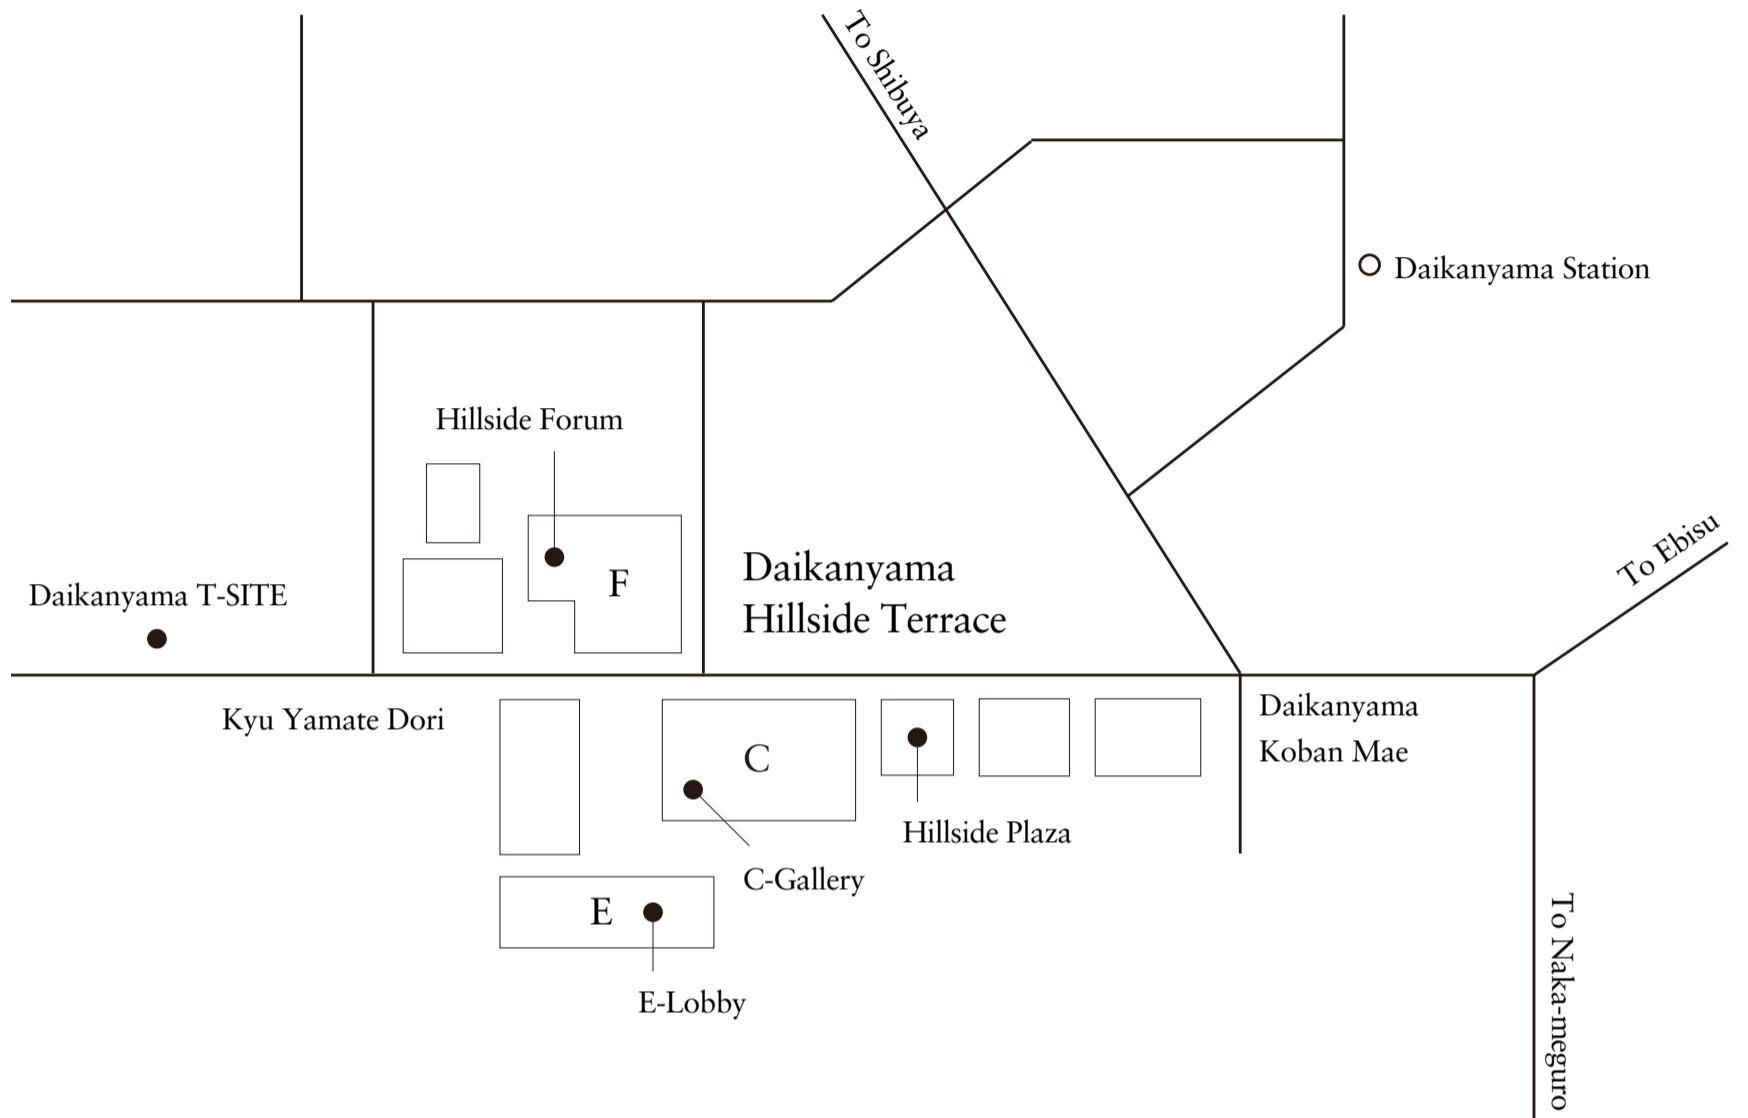 To Shibuya
Daikanyama Station
Hillside Forum
To Ebisu
Daikanyama
Hillside Terrace
F
Daikanyama T-SITE
Kyu Yamate Dori
Daikanyama
Koban Mae
C
Hillside Plaza
C-Gallery
E
E-Lobby
To Naka-meguro